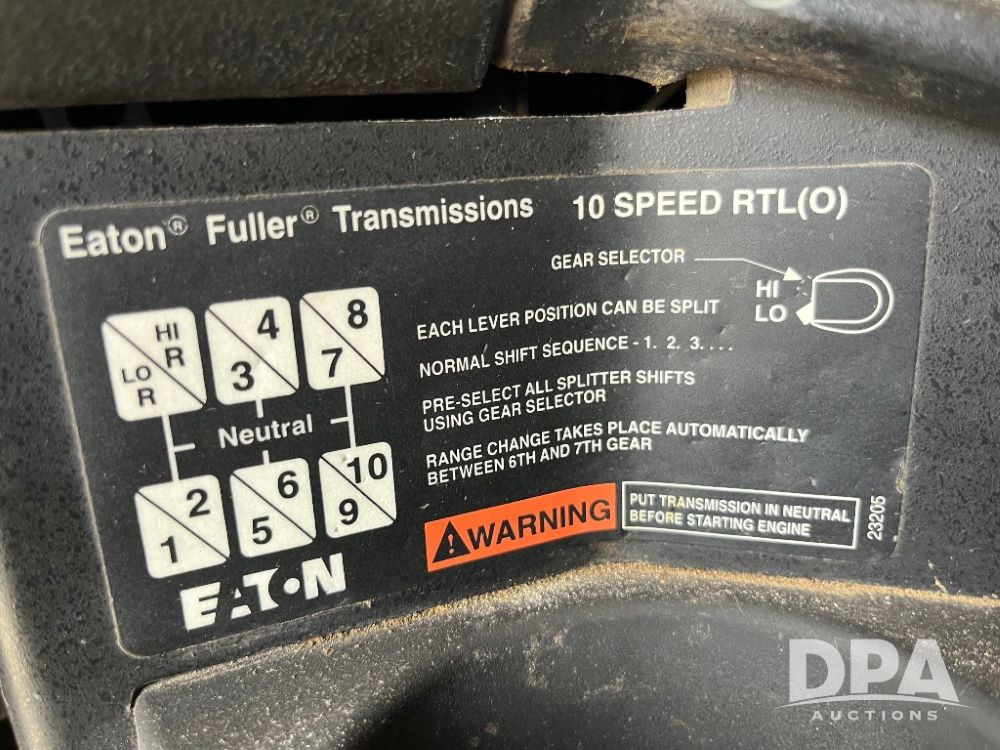 Eaton® Fuller® Transmissions 10 SPEED RTL(O)
GEAR SELECTOR
HI
LO
HI
R
LO
R
4
3
8
7
Neutral
2
1
6
5
10
9
EACH LEVER POSITION CAN BE SPLIT
NORMAL SHIFT SEQUENCE - 1. 2. 3. . . .
PRE-SELECT ALL SPLITTER SHIFTS
USING GEAR SELECTOR
RANGE CHANGE TAKES PLACE AUTOMATICALLY
BETWEEN 6TH AND 7TH GEAR
WARNING
PUT TRANSMISSION IN NEUTRAL
BEFORE STARTING ENGINE
23205
EATON
DPA
AUCTIONS